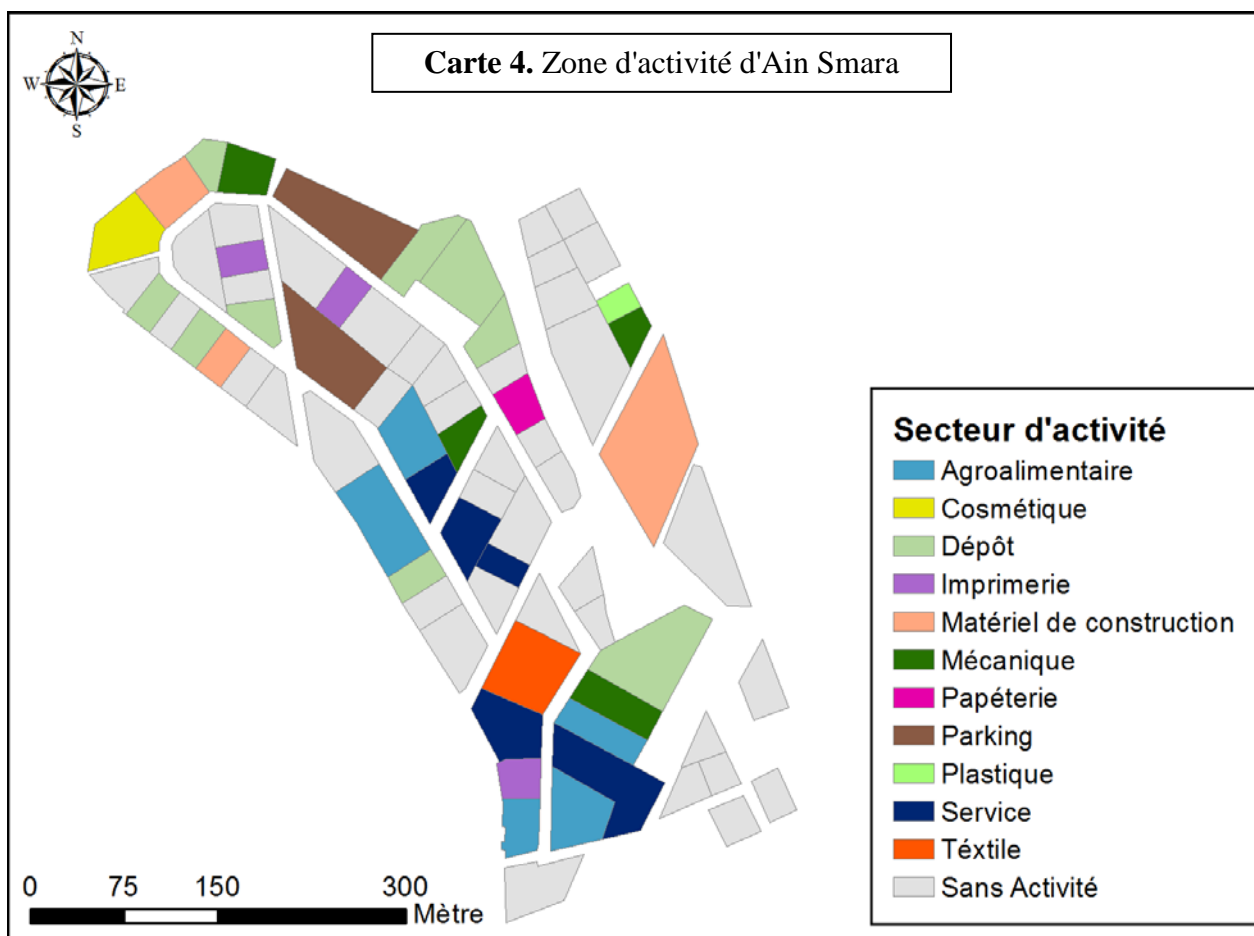 Carte 4. Zone d'activité d'Ain Smara
N
W E
S
Secteur d'activité
Agroalimentaire
Cosmétique
Dépôt
Imprimerie
Matériel de construction
Mécanique
Papéterie
Parking
Plastique
Service
Téxtile
Sans Activité
0 75 150 300
Mètre